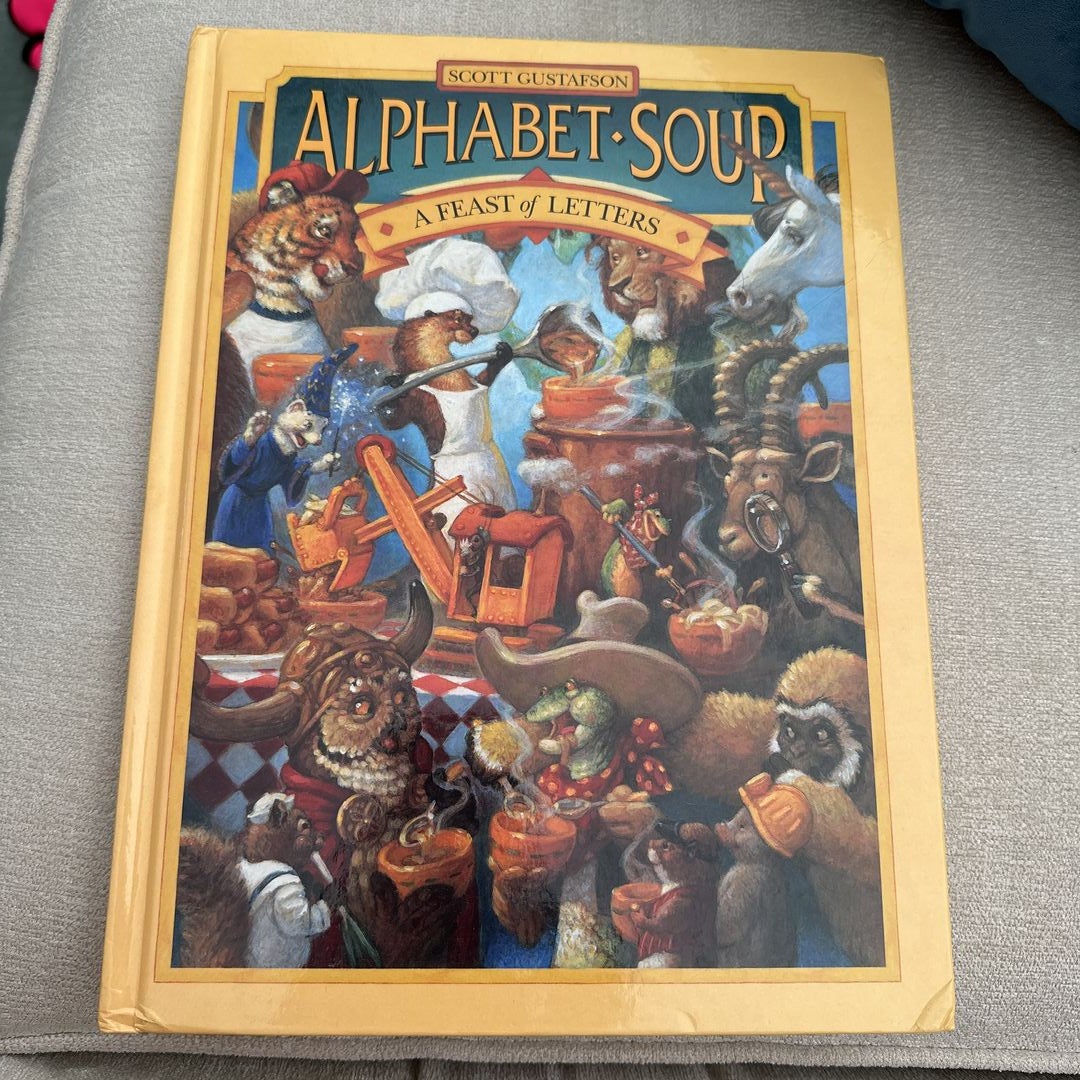 SCOTT GUSTAFSON
ALPHABET·SOUP
A FEAST of LETTERS